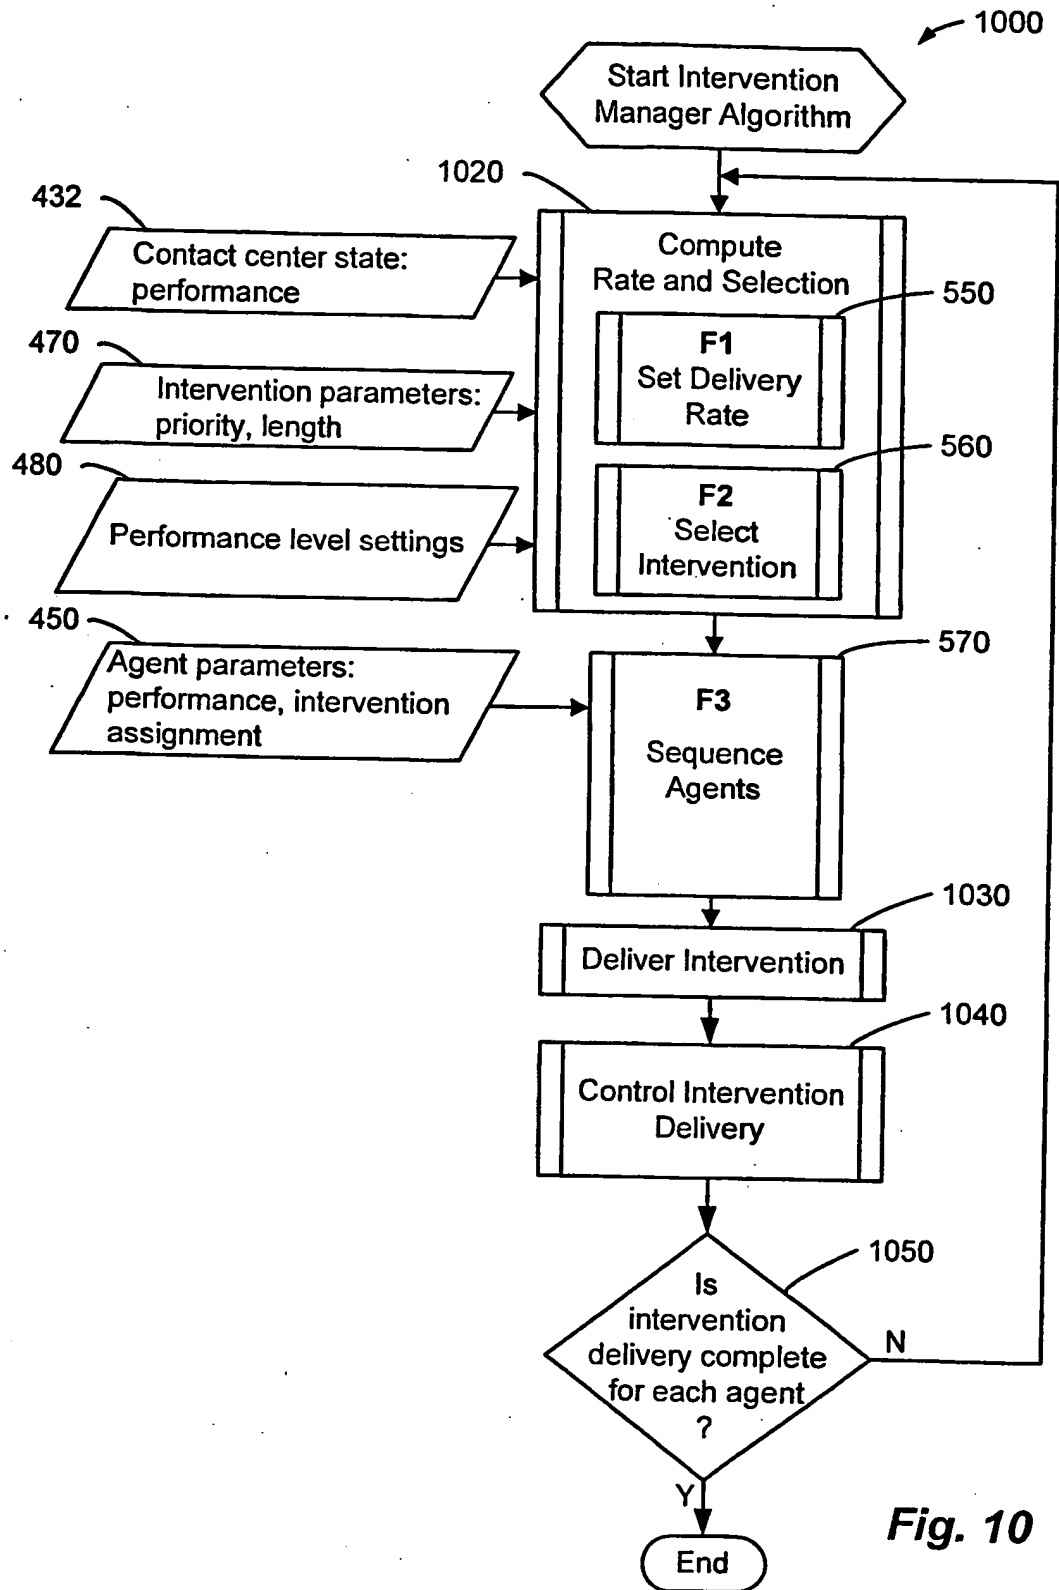 1000
Start Intervention
Manager Algorithm
1020
432
Contact center state:
performance
Compute
Rate and Selection
550
470
F1
Set Delivery
Rate
Intervention parameters:
priority, length
560
480
F2
Select
Intervention
Performance level settings
450
570
Agent parameters:
performance, intervention
assignment
F3
Sequence
Agents
1030
Deliver Intervention
1040
Control Intervention
Delivery
1050
Is
intervention
delivery complete
for each agent
?
N
Y
End
Fig. 10